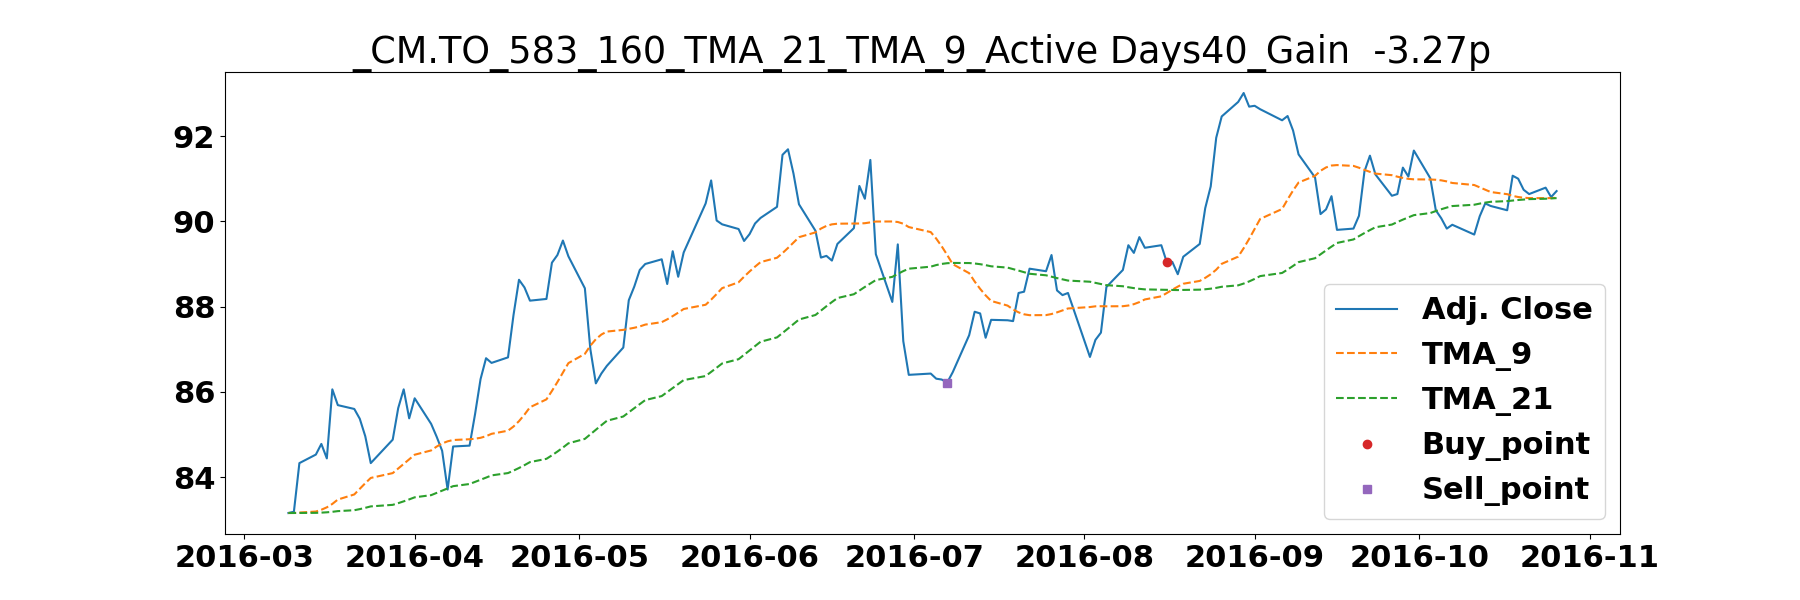 _CM.TO_583_160_TMA_21_TMA_9_Active Days40_Gain  -3.27p
92
90
88
86
84
Adj. Close
TMA_9
TMA_21
Buy_point
Sell_point
2016-03 2016-04 2016-05 2016-06 2016-07 2016-08 2016-09 2016-10 2016-11